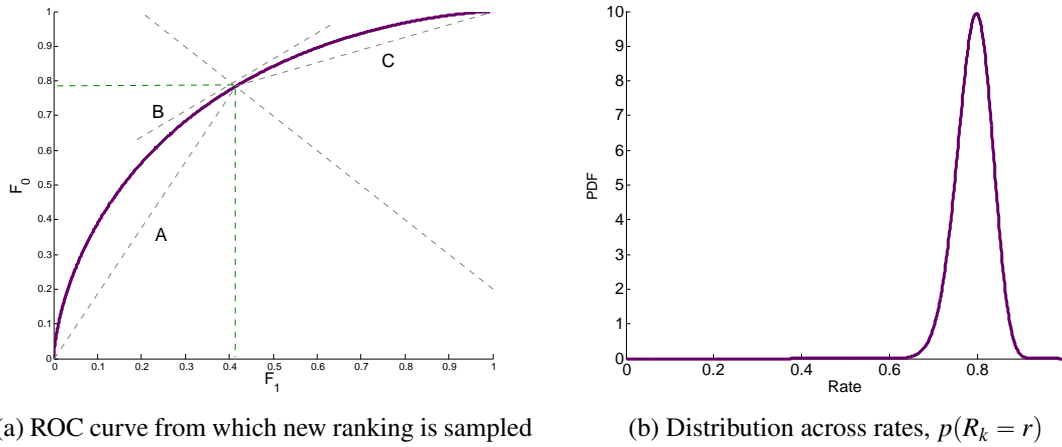 1
0.9
0.8
0.7
0.6
0.5
0.4
0.3
0.2
0.1
0
F₀
A
B
C
0 0.1 0.2 0.3 0.4 0.5 0.6 0.7 0.8 0.9 1
F₁
10
9
8
7
6
5
4
3
2
1
0
PDF
0 0.2 0.4 0.6 0.8
Rate
(a) ROC curve from which new ranking is sampled
(b) Distribution across rates, p(Rₖ = r)